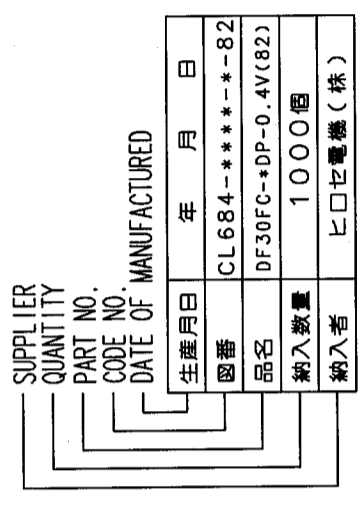 SUPPLIER
QUANTITY
PART NO.
CODE NO.
DATE OF MANUFACTURED
生産月日 年 月 日
図番 CL684-****-*-82
品名 DF30FC-*DP-0.4V(82)
納入数量 1000個
納入者 ヒロセ電機(株)